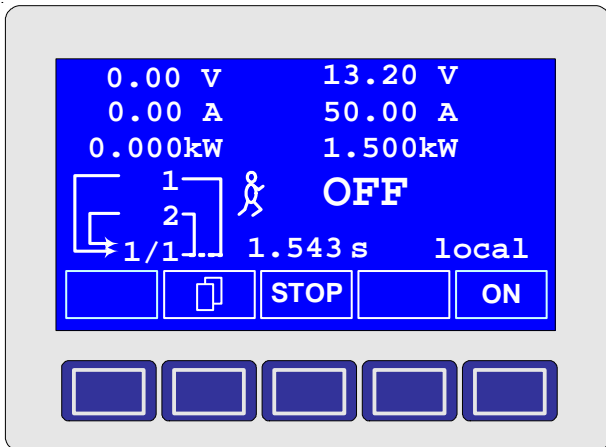 0.00 V 13.20 V
0.00 A 50.00 A
0.000kW 1.500kW
1 OFF
2
1/1---- 1.543 s local
STOP ON